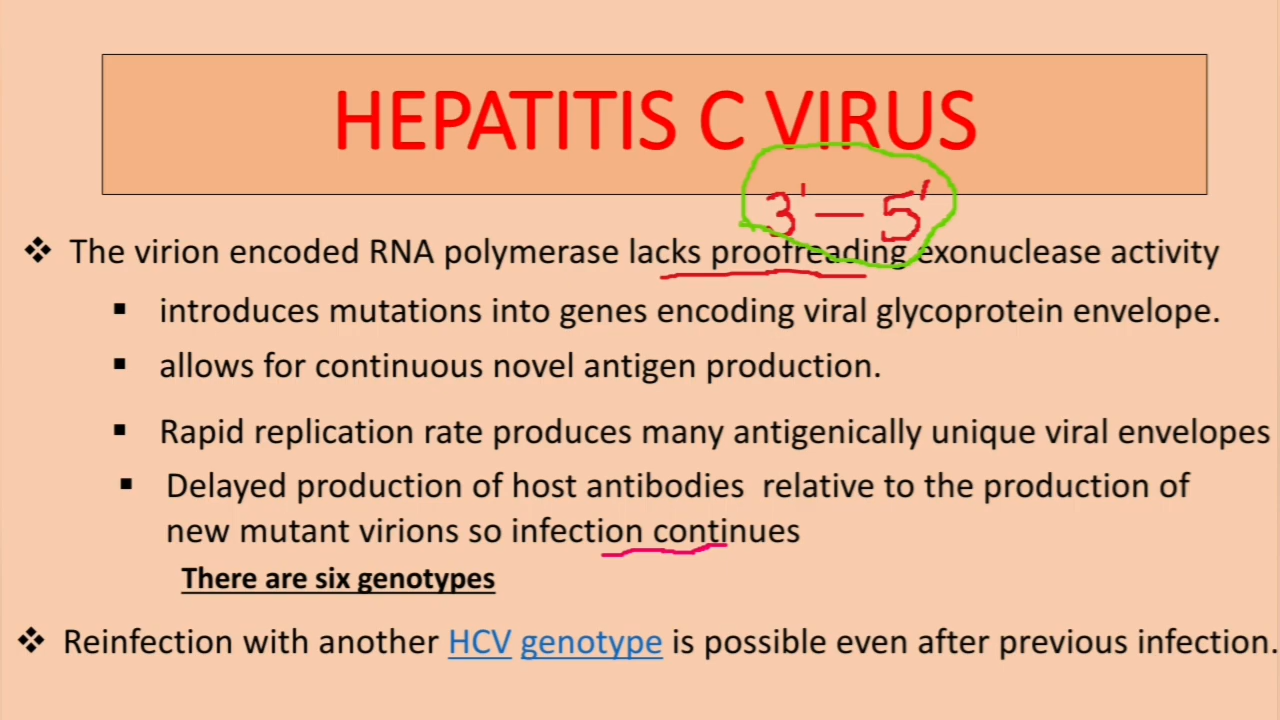 HEPATITIS C VIRUS
3' — 5'
❖ The virion encoded RNA polymerase lacks proofreading exonuclease activity
▪ introduces mutations into genes encoding viral glycoprotein envelope.
▪ allows for continuous novel antigen production.
▪ Rapid replication rate produces many antigenically unique viral envelopes
▪ Delayed production of host antibodies relative to the production of
new mutant virions so infection continues
There are six genotypes
❖ Reinfection with another HCV genotype is possible even after previous infection.